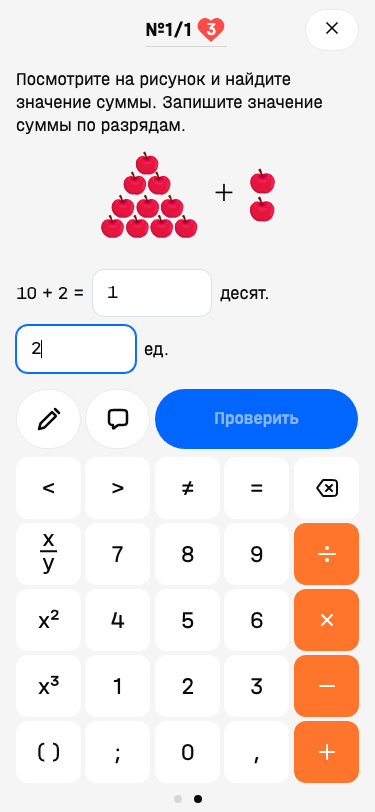 №1/1 3
Посмотрите на рисунок и найдите
значение суммы. Запишите значение
суммы по разрядам.
+
10 + 2 = 1 десят.
2 ед.
Проверить
< > ≠ =
x/y 7 8 9 ÷
x² 4 5 6 ×
x³ 1 2 3 −
( ) ; 0 , +